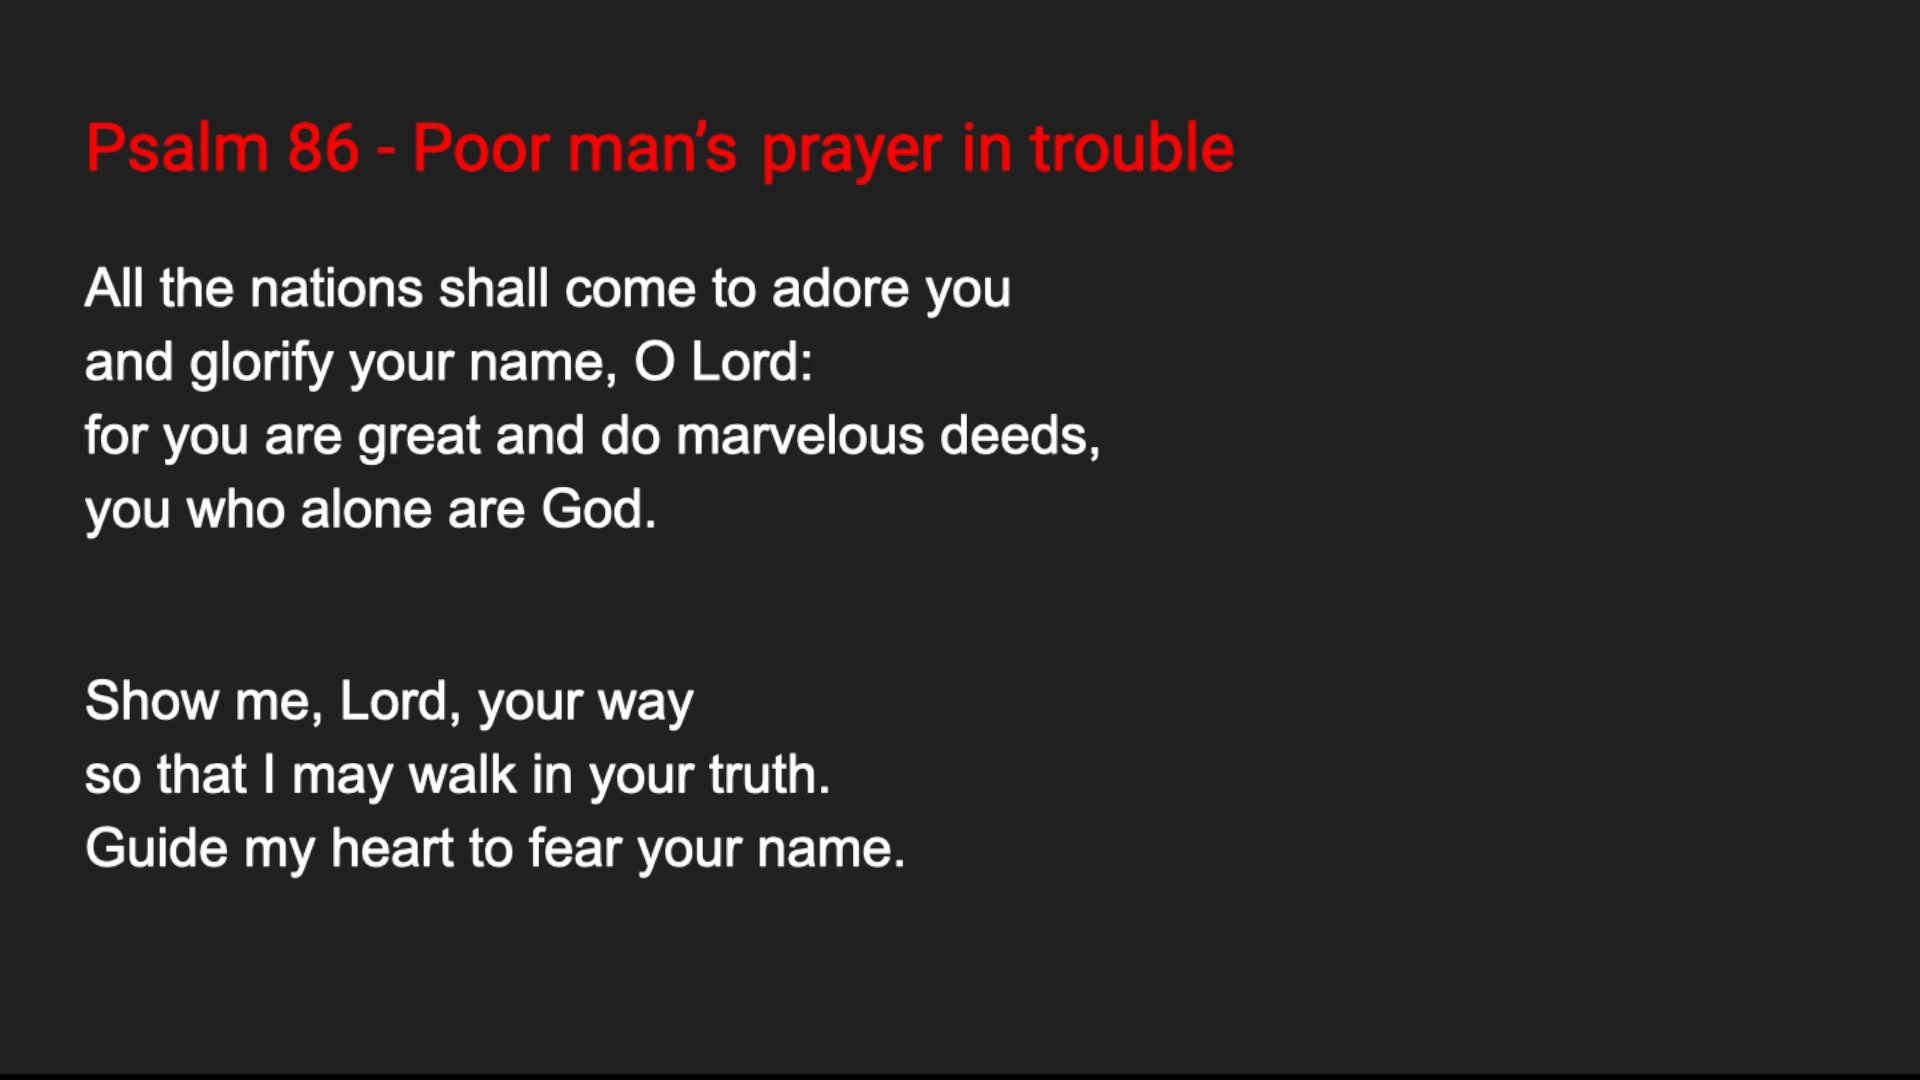 Psalm 86 - Poor man’s prayer in trouble
All the nations shall come to adore you
and glorify your name, O Lord:
for you are great and do marvelous deeds,
you who alone are God.
Show me, Lord, your way
so that I may walk in your truth.
Guide my heart to fear your name.